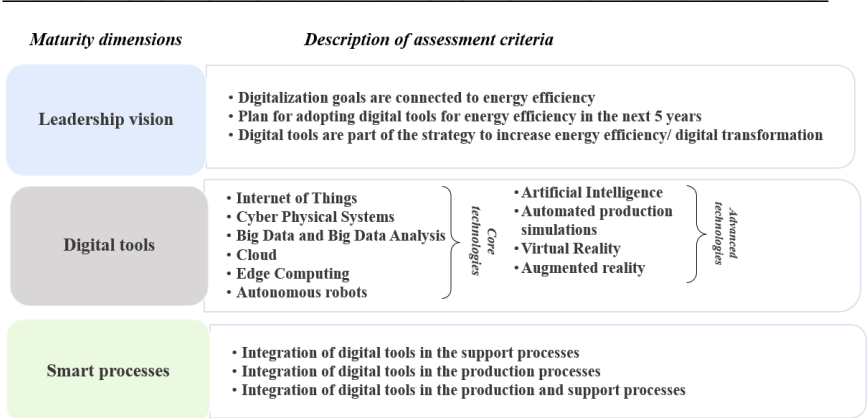 Maturity dimensions
Description of assessment criteria
Leadership vision
• Digitalization goals are connected to energy efficiency
• Plan for adopting digital tools for energy efficiency in the next 5 years
• Digital tools are part of the strategy to increase energy efficiency/ digital transformation
Digital tools
• Internet of Things
• Cyber Physical Systems
• Big Data and Big Data Analysis
• Cloud
• Edge Computing
• Autonomous robots
Core
technologies
• Artificial Intelligence
• Automated production
simulations
• Virtual Reality
• Augmented reality
Advanced
technologies
Smart processes
• Integration of digital tools in the support processes
• Integration of digital tools in the production processes
• Integration of digital tools in the production and support processes